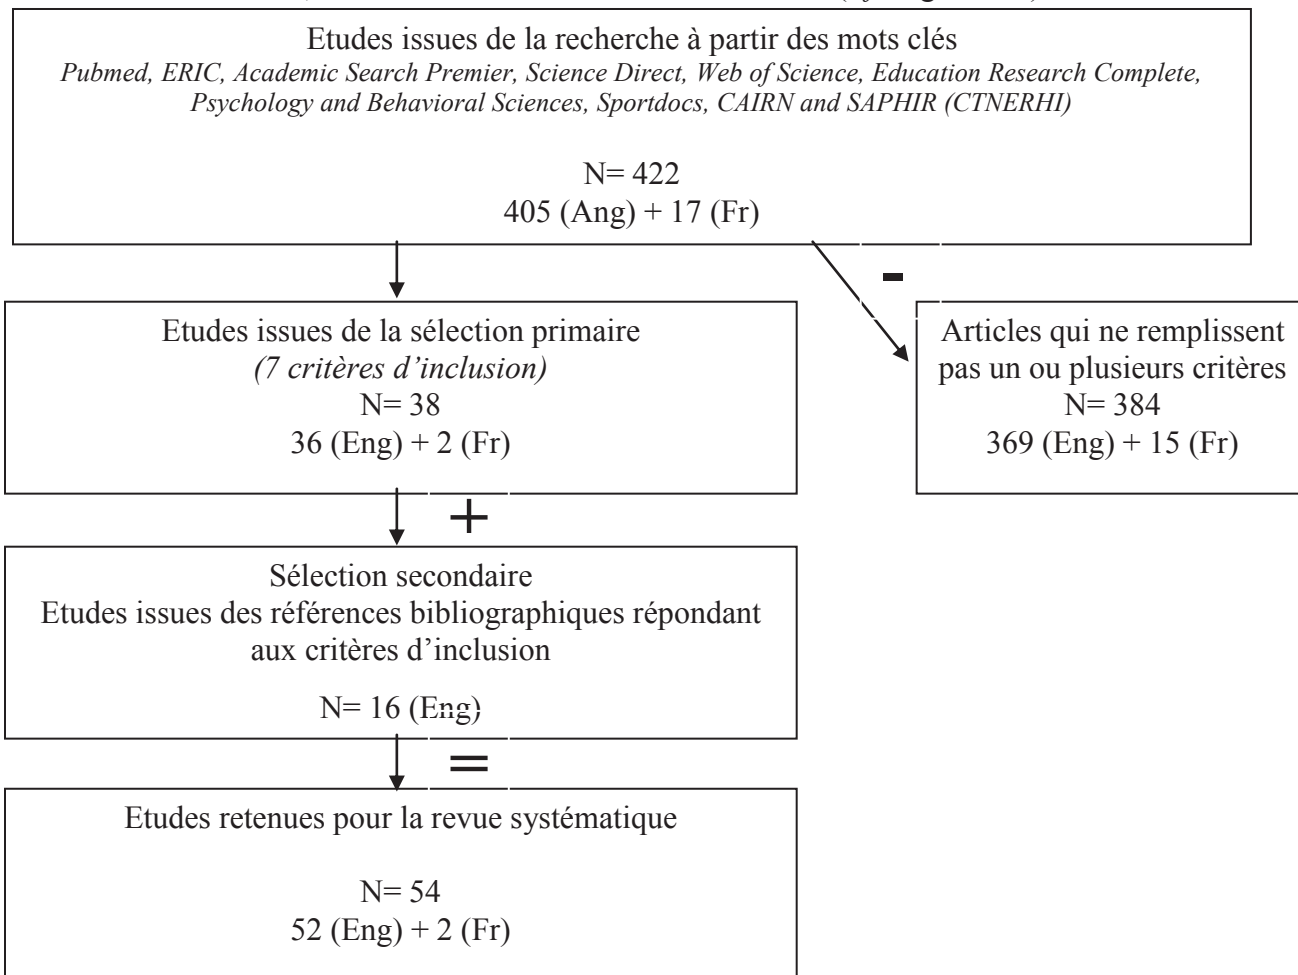 Etudes issues de la recherche à partir des mots clés
Pubmed, ERIC, Academic Search Premier, Science Direct, Web of Science, Education Research Complete,
Psychology and Behavioral Sciences, Sportdocs, CAIRN and SAPHIR (CTNERHI)
N= 422
405 (Ang) + 17 (Fr)
-
Etudes issues de la sélection primaire
(7 critères d’inclusion)
N= 38
36 (Eng) + 2 (Fr)
Articles qui ne remplissent
pas un ou plusieurs critères
N= 384
369 (Eng) + 15 (Fr)
+
Sélection secondaire
Etudes issues des références bibliographiques répondant
aux critères d’inclusion
N= 16 (Eng)
=
Etudes retenues pour la revue systématique
N= 54
52 (Eng) + 2 (Fr)